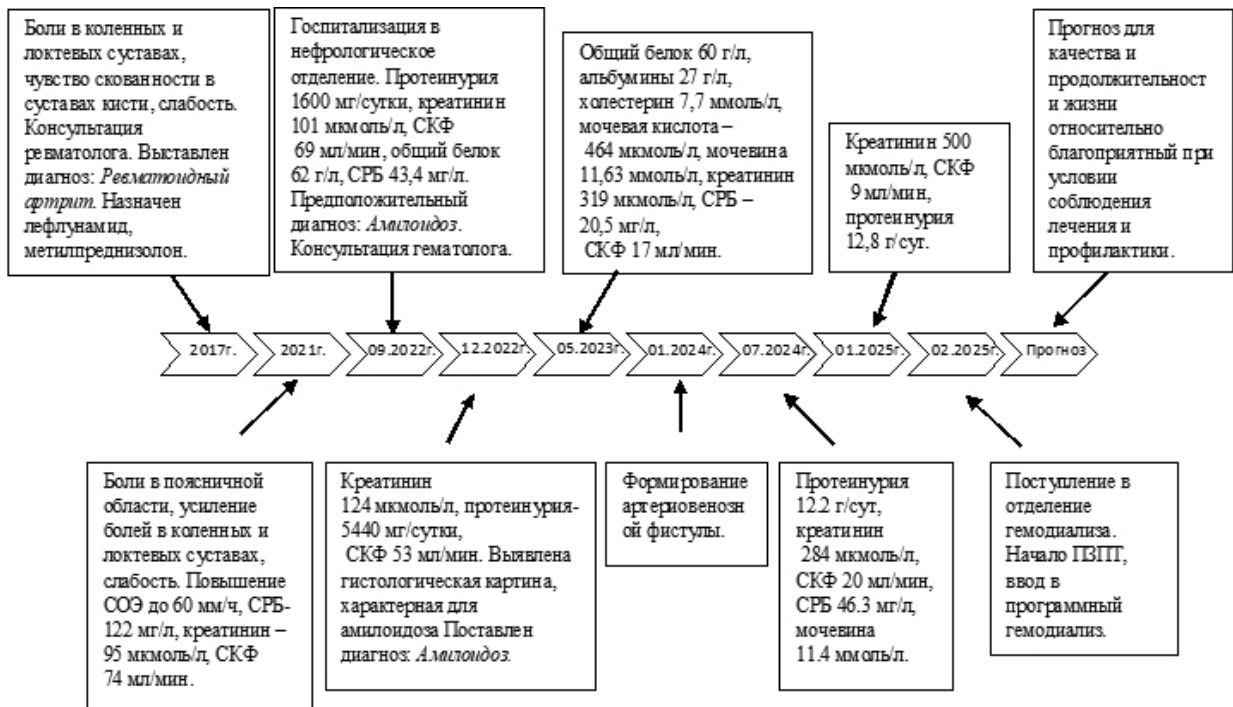 Боли в коленных и
локтевых суставах,
чувство скованности в
суставах кисти, слабость.
Консультация
ревматолога. Выставлен
диагноз: Ревматоидный
артрит. Назначен
лефлунамид,
метилпреднизолон.
Госпитализация в
нефрологическое
отделение. Протеинурия
1600 мг/сутки, креатинин
101 мкмоль/л, СКФ
69 мл/мин, общий белок
62 г/л, СРБ 43,4 мг/л.
Предположительный
диагноз: Амилоидоз.
Консультация гематолога.
Общий белок 60 г/л,
альбумины 27 г/л,
холестерин 7,7 ммоль/л,
мочевая кислота –
464 мкмоль/л, мочевина
11,63 ммоль/л, креатинин
319 мкмоль/л, СРБ –
20,5 мг/л,
СКФ 17 мл/мин.
Креатинин 500
мкмоль/л, СКФ
9 мл/мин,
протеинурия
12,8 г/сут.
Прогноз для
качества и
продолжительност
и жизни
относительно
благоприятный при
условии
соблюдения
лечения и
профилактики.
2017г.
2021г.
09.2022г.
12.2022г.
05.2023г.
01.2024г.
07.2024г.
01.2025г.
02.2025г.
Прогноз
Боли в поясничной
области, усиление
болей в коленных и
локтевых суставах,
слабость. Повышение
СОЭ до 60 мм/ч, СРБ-
122 мг/л, креатинин –
95 мкмоль/л, СКФ
74 мл/мин.
Креатинин
124 мкмоль/л, протеинурия-
5440 мг/сутки,
СКФ 53 мл/мин. Выявлена
гистологическая картина,
характерная для
амилоидоза Поставлен
диагноз: Амилоидоз.
Формирование
артериовенозн
ой фистулы.
Протеинурия
12.2 г/сут,
креатинин
284 мкмоль/л,
СКФ 20 мл/мин,
СРБ 46.3 мг/л,
мочевина
11.4 ммоль/л.
Поступление в
отделение
гемодиализа.
Начало ПЗПТ,
ввод в
программный
гемодиализ.